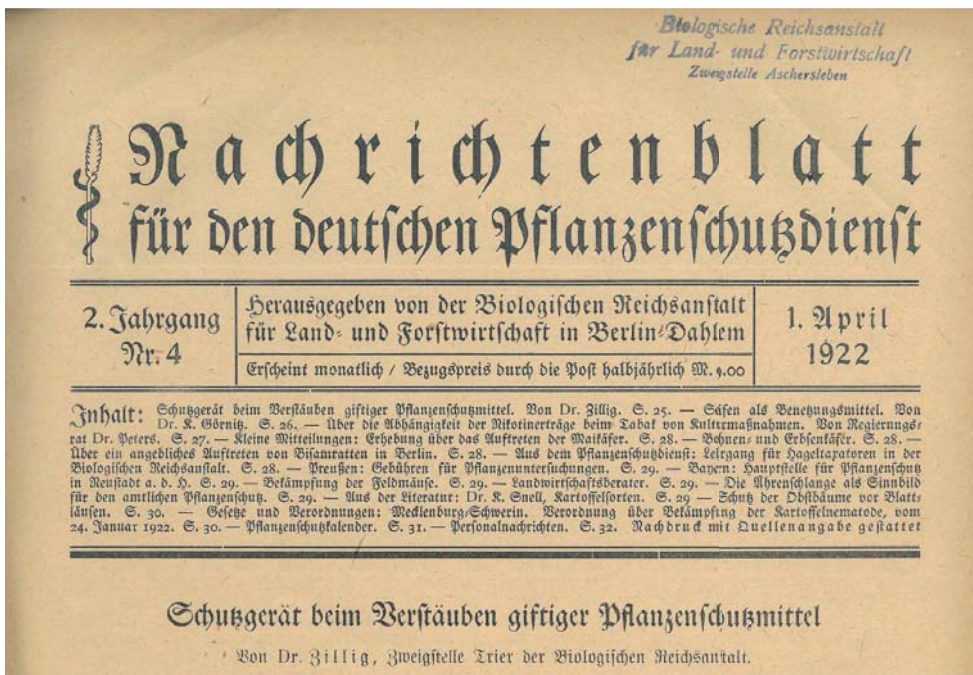 Biologische Reichsanstalt
für Land- und Forstwirtschaft
Zweigstelle Aschersleben
Nachrichtenblatt
für den deutschen Pflanzenschutzdienst
2. Jahrgang
Nr. 4
Herausgegeben von der Biologischen Reichsanstalt
für Land- und Forstwirtschaft in Berlin-Dahlem
Erscheint monatlich / Bezugspreis durch die Post halbjährlich M. 9.00
1. April
1922
Inhalt: Schutzgerät beim Verstäuben giftiger Pflanzenschutzmittel. Von Dr. Zillig. S. 25. — Säfen als Benetzungsmittel. Von
Dr. K. Görnitz. S. 26. — Über die Abhängigkeit der Nikotinerträge beim Tabak von Kulturmaßnahmen. Von Regierungs-
rat Dr. Peters. S. 27. — Kleine Mitteilungen: Erhebung über das Auftreten der Maikäfer. S. 28. — Bohnen- und Erbsenkäfer. S. 28. —
Über ein angebliches Auftreten von Bisamratten in Berlin. S. 28. — Aus dem Pflanzenschutzdienst: Lehrgang für Hageltaxatoren in der
Biologischen Reichsanstalt. S. 28. — Preußen: Gebühren für Pflanzenuntersuchungen. S. 29. — Bayern: Hauptstelle für Pflanzenschutz
in Neustadt a. d. H. S. 29. — Bekämpfung der Feldmäuse. S. 29. — Landwirtschaftsberater. S. 29. — Die Ährenschlange als Sinnbild
für den amtlichen Pflanzenschutz. S. 29. — Aus der Literatur: Dr. K. Snell, Kartoffelsorten. S. 29 — Schutz der Obstbäume vor Blatt-
läusen. S. 30. — Gesetze und Verordnungen: Mecklenburg-Schwerin. Verordnung über Bekämpfung der Kartoffelnematode, vom
24. Januar 1922. S. 30. — Pflanzenschutzkalender. S. 31. — Personalnachrichten. S. 32. Nachdruck mit Quellenangabe gestattet
Schutzgerät beim Verstäuben giftiger Pflanzenschutzmittel
Von Dr. Zillig, Zweigstelle Trier der Biologischen Reichsanstalt.